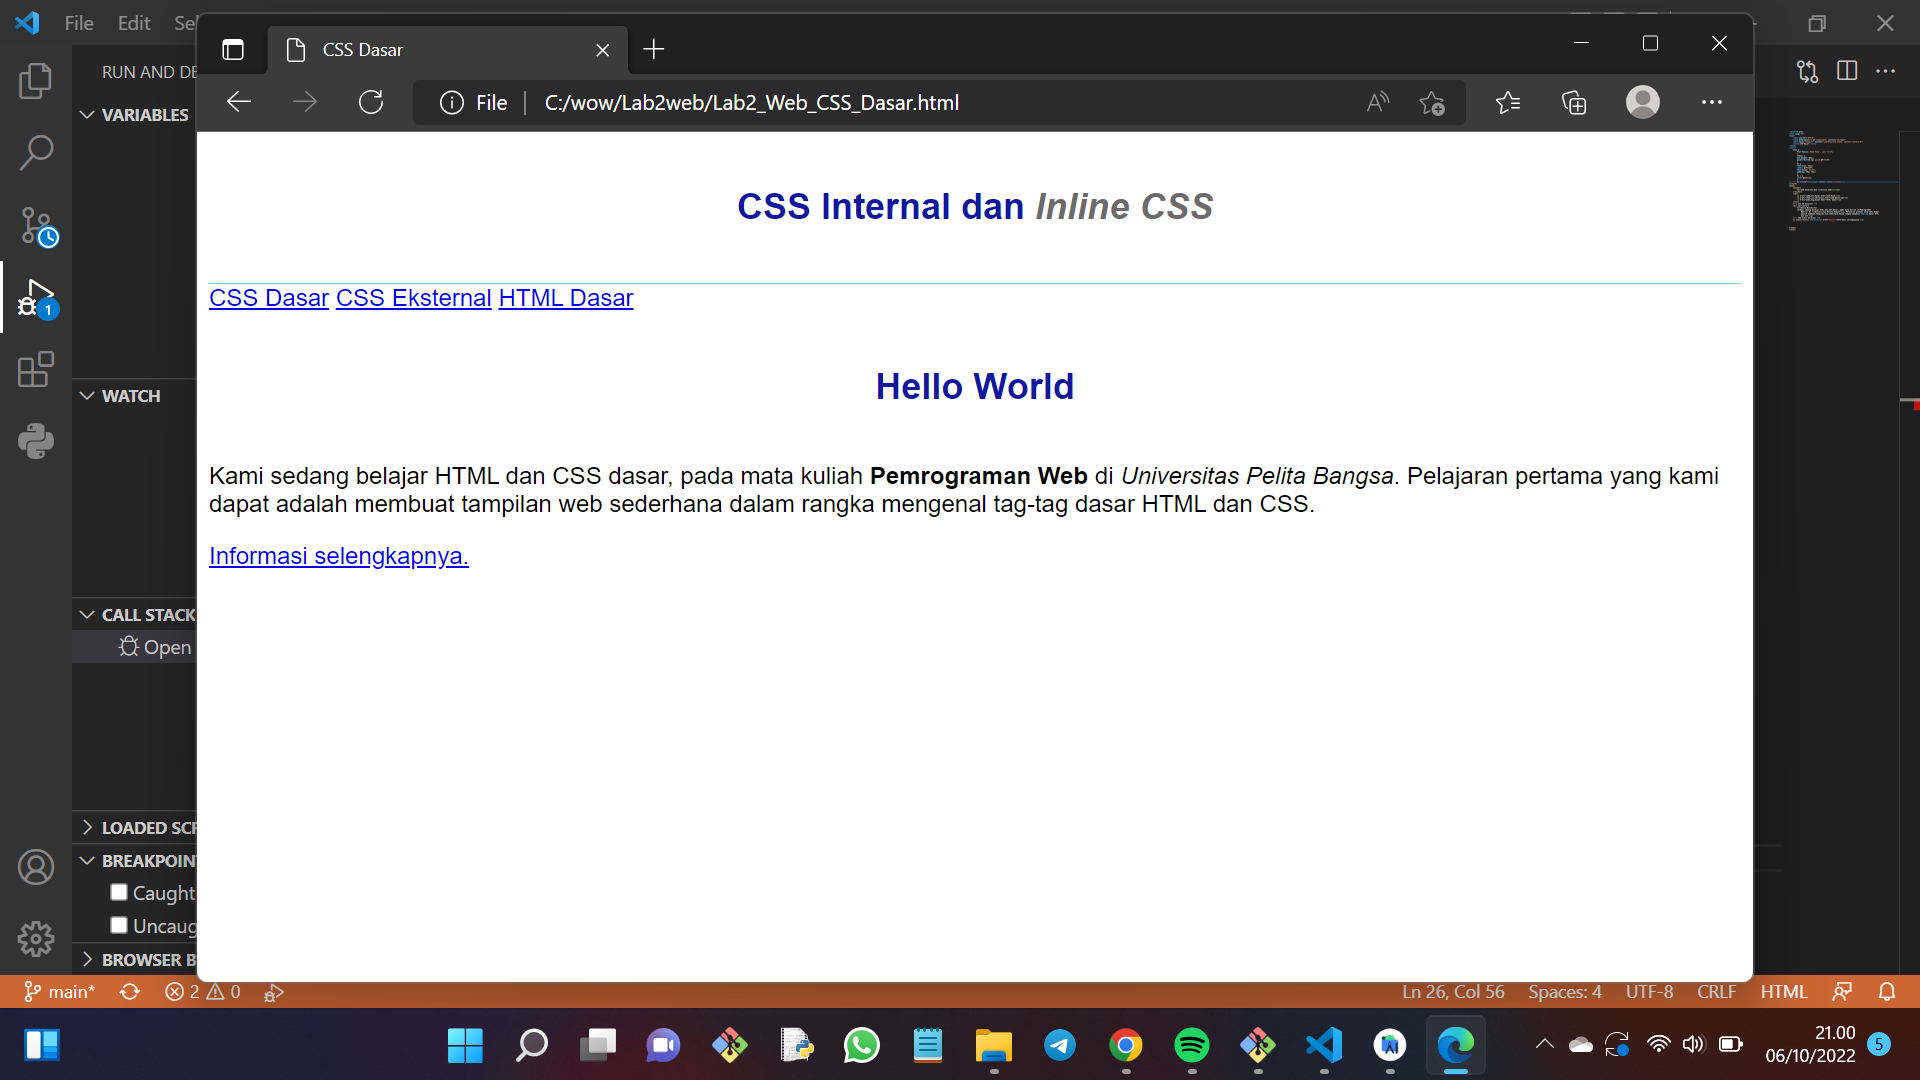 File Edit
CSS Dasar
RUN AND DE
File C:/wow/Lab2web/Lab2_Web_CSS_Dasar.html
VARIABLES
CSS Internal dan Inline CSS
CSS Dasar CSS Eksternal HTML Dasar
Hello World
WATCH
Kami sedang belajar HTML dan CSS dasar, pada mata kuliah Pemrograman Web di Universitas Pelita Bangsa. Pelajaran pertama yang kami
dapat adalah membuat tampilan web sederhana dalam rangka mengenal tag-tag dasar HTML dan CSS.
Informasi selengkapnya.
CALL STACK
Open
LOADED SCR
BREAKPOIN
Caught
Uncaug
BROWSER B
main* 2 0 Ln 26, Col 56 Spaces: 4 UTF-8 CRLF HTML
1
21.00
06/10/2022
5